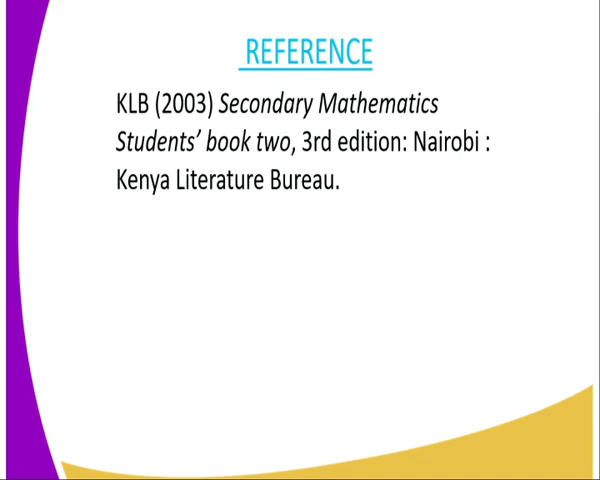 REFERENCE
KLB (2003) Secondary Mathematics
Students’ book two, 3rd edition: Nairobi :
Kenya Literature Bureau.